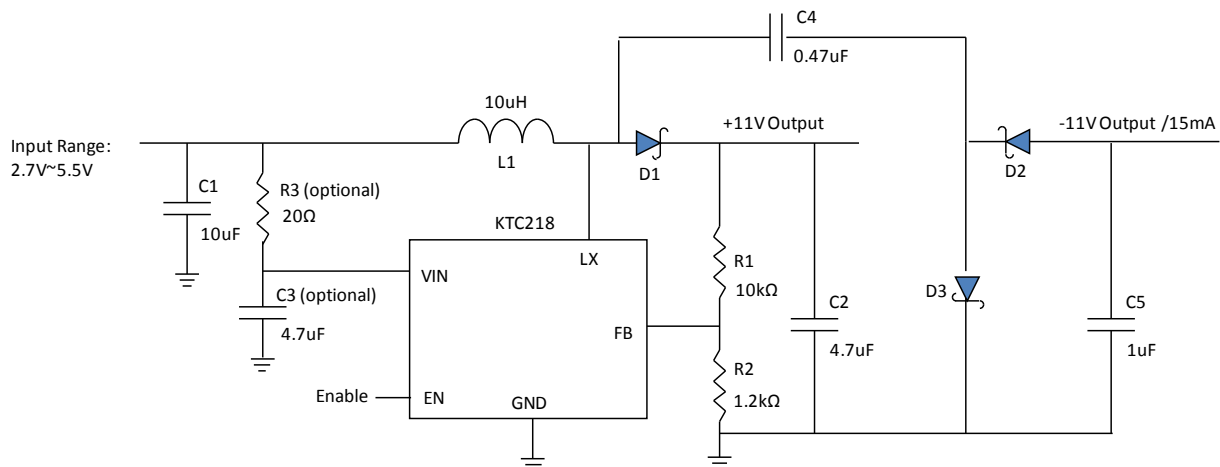 C4
0.47uF
10uH
L1
+11V Output
D1
-11V Output /15mA
D2
Input Range:
2.7V~5.5V
C1
10uF
R3 (optional)
20Ω
KTC218
LX
VIN
C3 (optional)
4.7uF
FB
R1
10kΩ
C2
4.7uF
D3
C5
1uF
R2
1.2kΩ
Enable
EN
GND